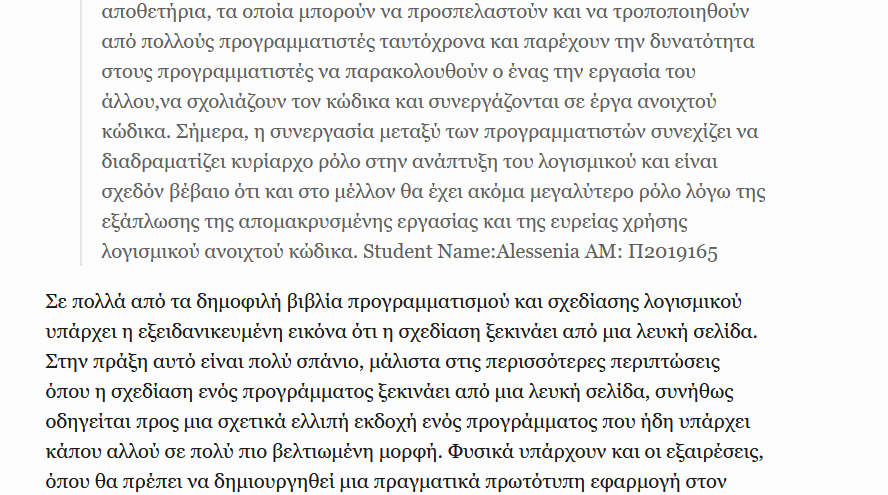 αποθετήρια, τα οποία μπορούν να προσπελαστούν και να τροποποιηθούν
από πολλούς προγραμματιστές ταυτόχρονα και παρέχουν την δυνατότητα
στους προγραμματιστές να παρακολουθούν ο ένας την εργασία του
άλλου,να σχολιάζουν τον κώδικα και συνεργάζονται σε έργα ανοιχτού
κώδικα. Σήμερα, η συνεργασία μεταξύ των προγραμματιστών συνεχίζει να
διαδραματίζει κυρίαρχο ρόλο στην ανάπτυξη του λογισμικού και είναι
σχεδόν βέβαιο ότι και στο μέλλον θα έχει ακόμα μεγαλύτερο ρόλο λόγω της
εξάπλωσης της απομακρυσμένης εργασίας και της ευρείας χρήσης
λογισμικού ανοιχτού κώδικα. Student Name:Alessenia AM: Π2019165
Σε πολλά από τα δημοφιλή βιβλία προγραμματισμού και σχεδίασης λογισμικού
υπάρχει η εξειδανικευμένη εικόνα ότι η σχεδίαση ξεκινάει από μια λευκή σελίδα.
Στην πράξη αυτό είναι πολύ σπάνιο, μάλιστα στις περισσότερες περιπτώσεις
όπου η σχεδίαση ενός προγράμματος ξεκινάει από μια λευκή σελίδα, συνήθως
οδηγείται προς μια σχετικά ελλιπή εκδοχή ενός προγράμματος που ήδη υπάρχει
κάπου αλλού σε πολύ πιο βελτιωμένη μορφή. Φυσικά υπάρχουν και οι εξαιρέσεις,
όπου θα πρέπει να δημιουργηθεί μια πραγματικά πρωτότυπη εφαρμογή στον